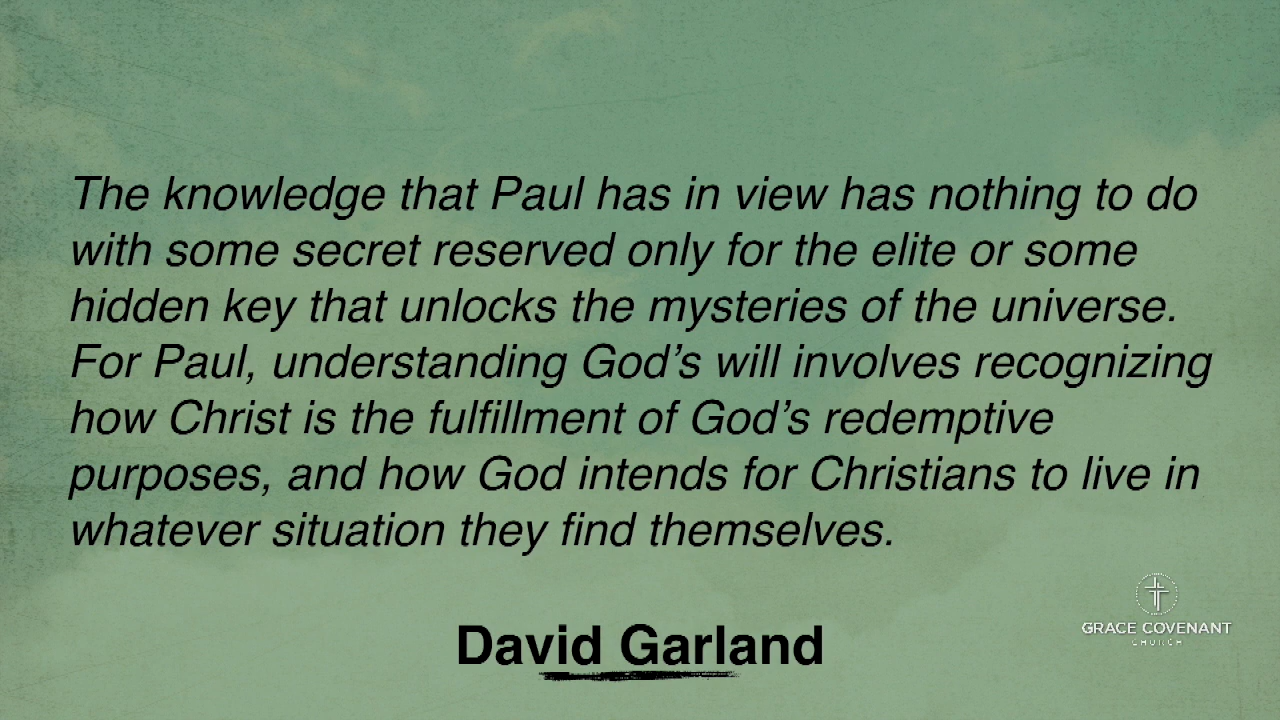 The knowledge that Paul has in view has nothing to do
with some secret reserved only for the elite or some
hidden key that unlocks the mysteries of the universe.
For Paul, understanding God’s will involves recognizing
how Christ is the fulfillment of God’s redemptive
purposes, and how God intends for Christians to live in
whatever situation they find themselves.
David Garland
GRACE COVENANT
CHURCH